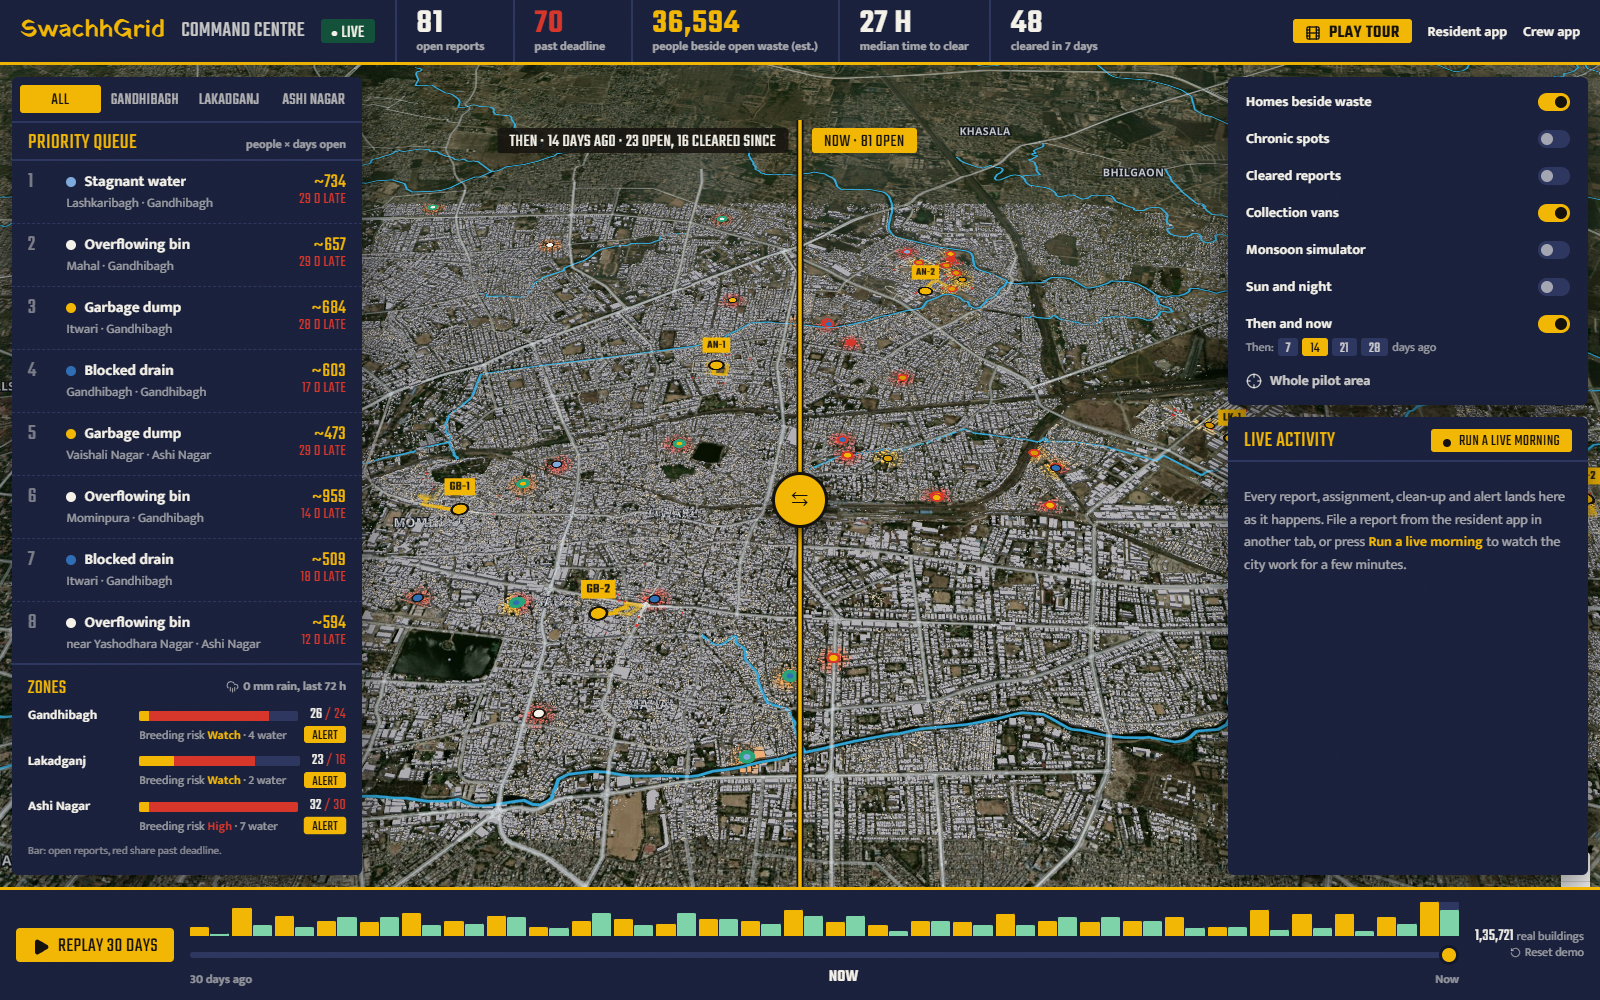 SwachhGrid COMMAND CENTRE • LIVE
81 open reports
70 past deadline
36,594 people beside open waste (est.)
27 H median time to clear
48 cleared in 7 days
PLAY TOUR Resident app Crew app
ALL GANDHIBAGH LAKADGANJ ASHI NAGAR
PRIORITY QUEUE people × days open
1 Stagnant water ~734
Lashkaribagh · Gandhibagh 29 D LATE
2 Overflowing bin ~657
Mahal · Gandhibagh 29 D LATE
3 Garbage dump ~684
Itwari · Gandhibagh 28 D LATE
4 Blocked drain ~603
Gandhibagh · Gandhibagh 17 D LATE
5 Garbage dump ~473
Vaishali Nagar · Ashi Nagar 29 D LATE
6 Overflowing bin ~959
Mominpura · Gandhibagh 14 D LATE
7 Blocked drain ~509
Itwari · Gandhibagh 18 D LATE
8 Overflowing bin ~594
near Yashodhara Nagar · Ashi Nagar 12 D LATE
ZONES 0 mm rain, last 72 h
Gandhibagh 26 / 24
Breeding risk Watch · 4 water ALERT
Lakadganj 23 / 16
Breeding risk Watch · 2 water ALERT
Ashi Nagar 32 / 30
Breeding risk High · 7 water ALERT
Bar: open reports, red share past deadline.
THEN · 14 DAYS AGO · 23 OPEN, 16 CLEARED SINCE
NOW · 81 OPEN
KHASALA
BHILGAON
AN-2
AN-1
GB-1
GB-2
Homes beside waste
Chronic spots
Cleared reports
Collection vans
Monsoon simulator
Sun and night
Then and now
Then: 7 14 21 28 days ago
Whole pilot area
LIVE ACTIVITY • RUN A LIVE MORNING
Every report, assignment, clean-up and alert lands here
as it happens. File a report from the resident app in
another tab, or press Run a live morning to watch the
city work for a few minutes.
REPLAY 30 DAYS
30 days ago NOW Now
1,35,721 real buildings
Reset demo